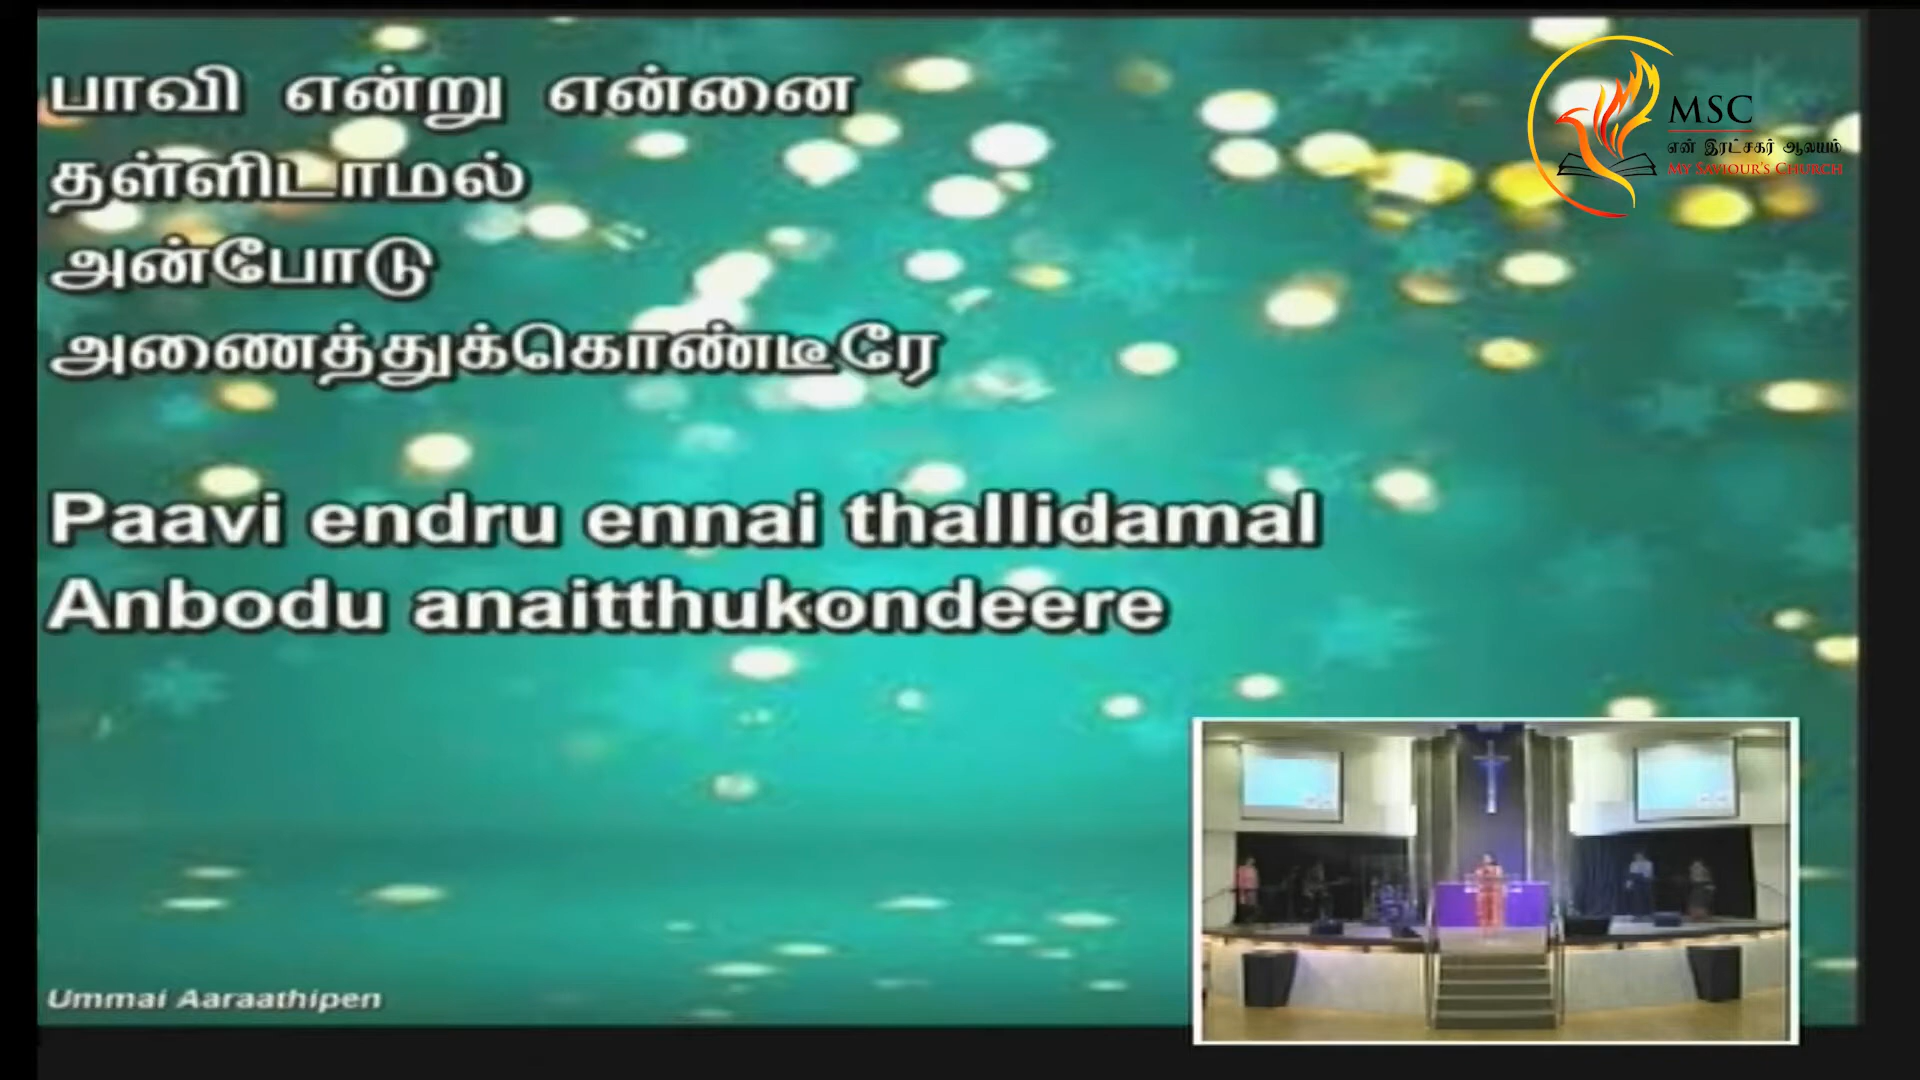 பாவி என்று என்னை
தள்ளிடாமல்
அன்போடு
அணைத்துக்கொண்டீரே
Paavi endru ennai thallidamal
Anbodu anaitthukondeere
Ummai Aaraathipen
MSC
என் இரட்சகர் ஆலயம்
MY SAVIOUR'S CHURCH